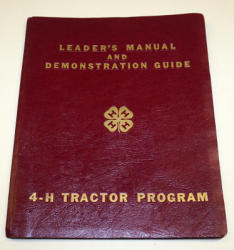 LEADER'S MANUAL
AND
DEMONSTRATION GUIDE
4-H TRACTOR PROGRAM